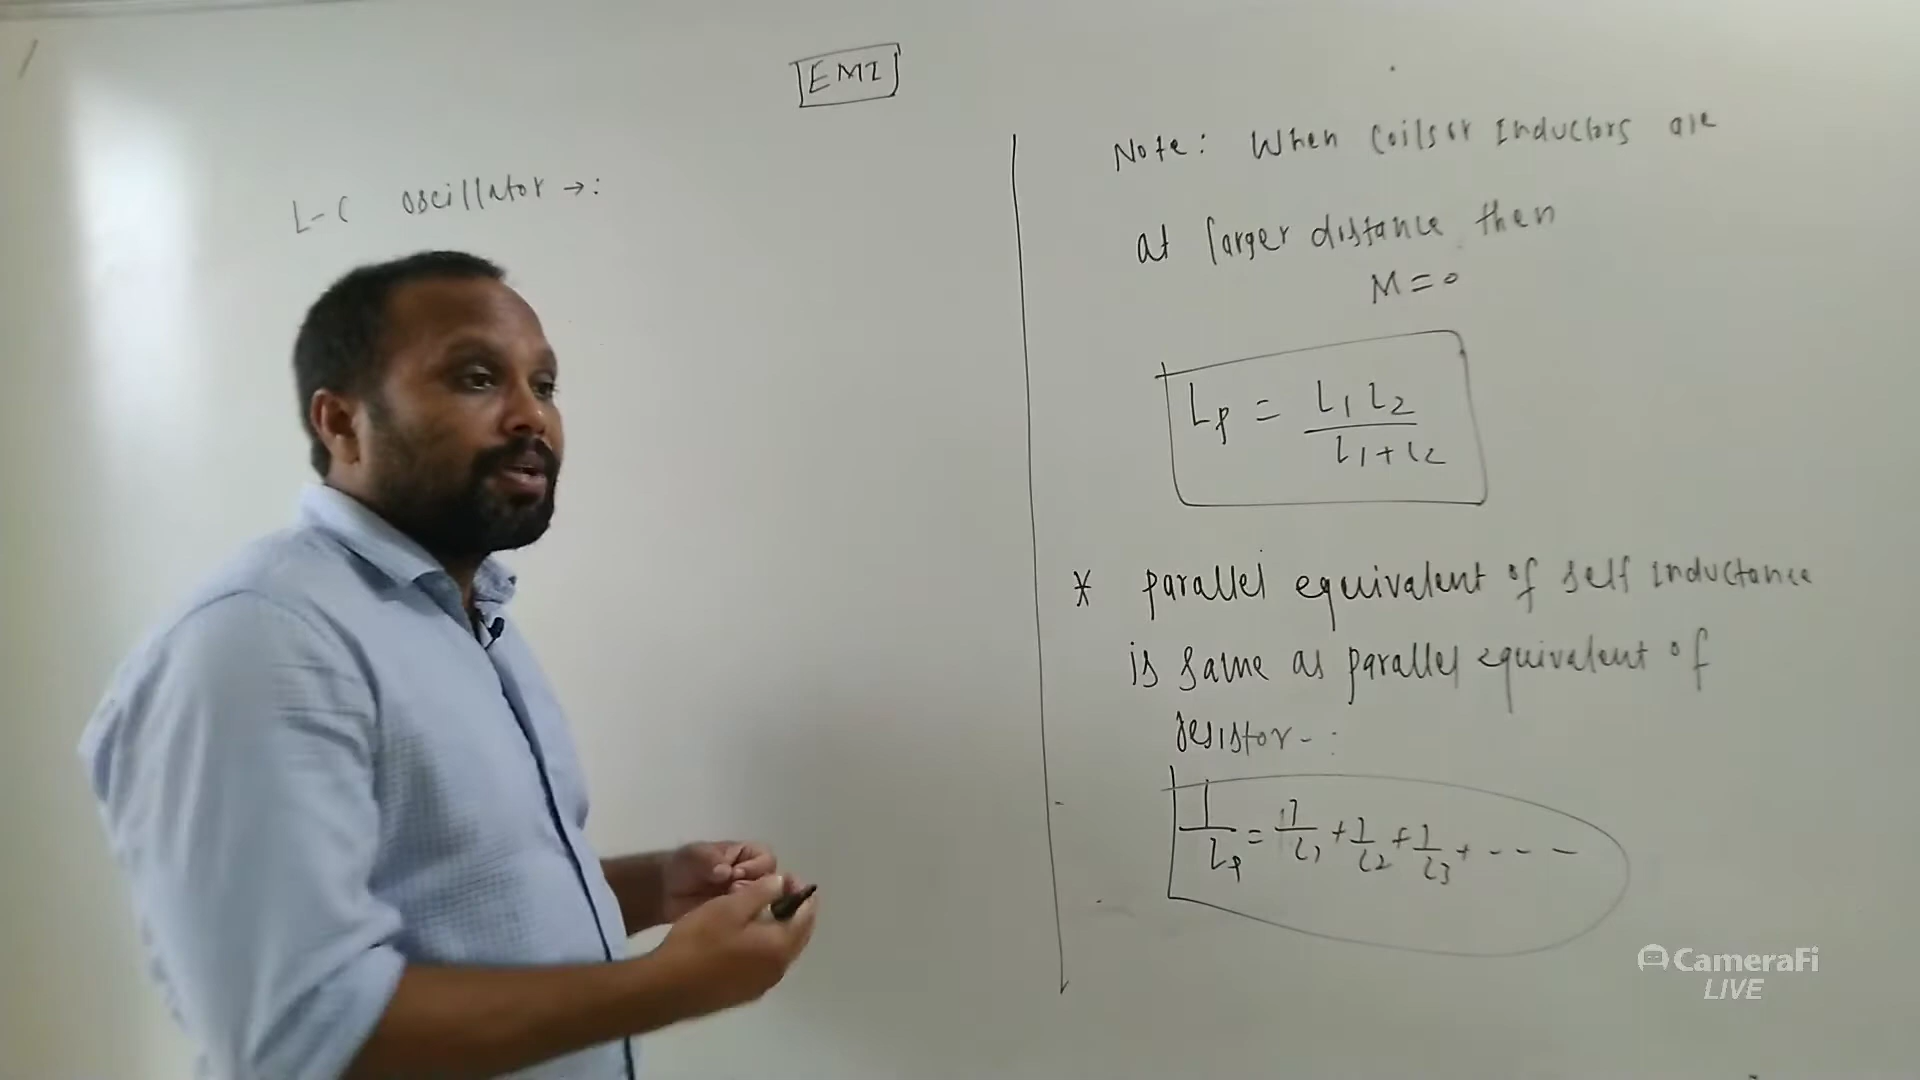 EMI
L-C oscillator →:
Note: When coils or Inductors are
at larger distance then
M = 0
Lp = L1 L2 / L1 + L2
* parallel equivalent of self inductance
is same as parallel equivalent of
resistor-:
1/Lp = 1/L1 + 1/L2 + 1/L3 + - - -
CameraFi
LIVE